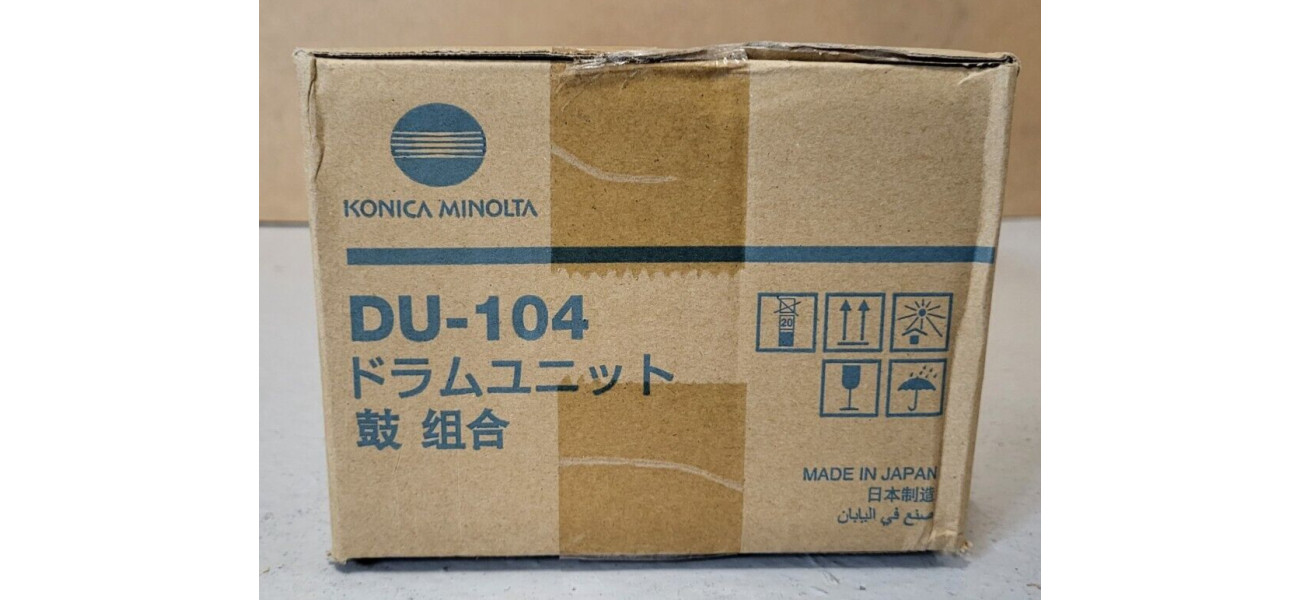 KONICA MINOLTA
DU-104
ドラムユニット
鼓 组合
20
MADE IN JAPAN
日本制造
صنع في اليابان